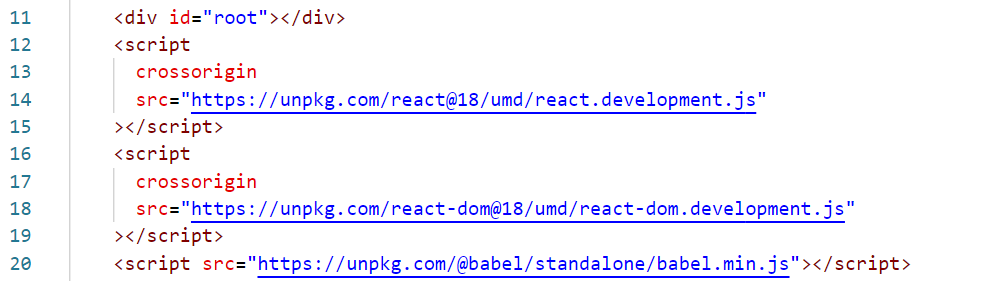 11 <div id="root"></div>
12 <script
13 crossorigin
14 src="https://unpkg.com/react@18/umd/react.development.js"
15 ></script>
16 <script
17 crossorigin
18 src="https://unpkg.com/react-dom@18/umd/react-dom.development.js"
19 ></script>
20 <script src="https://unpkg.com/@babel/standalone/babel.min.js"></script>